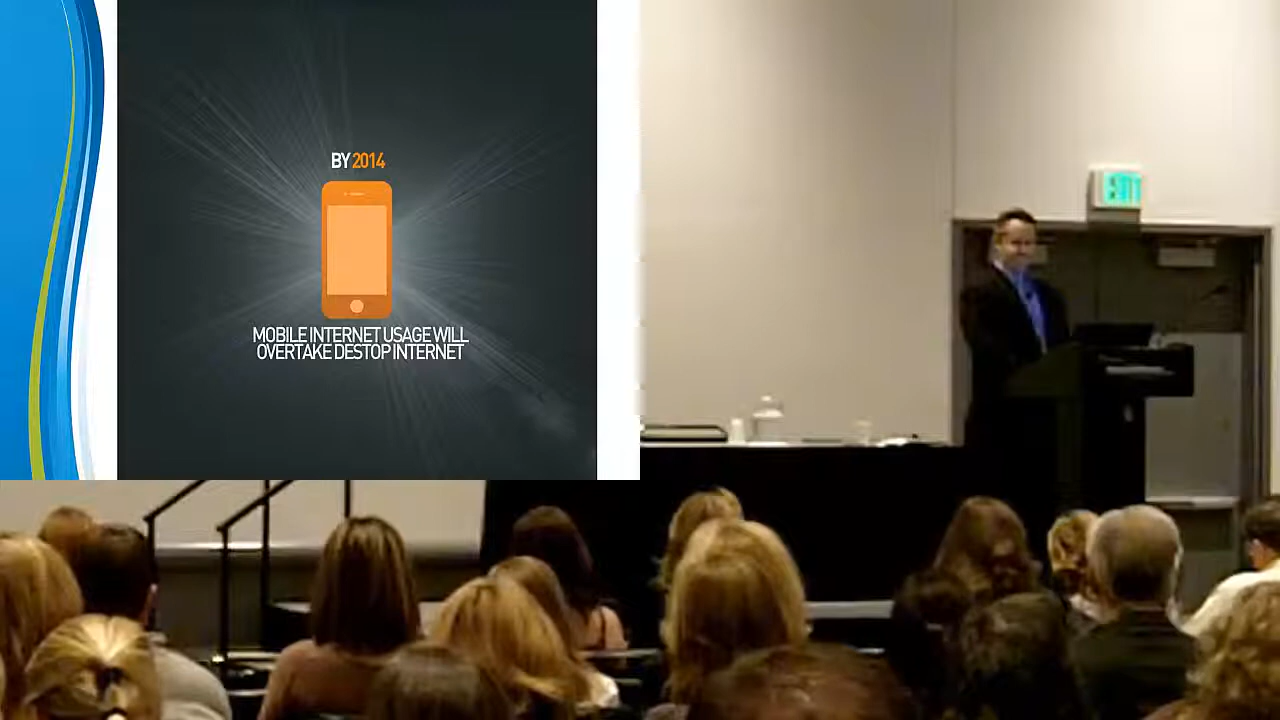 BY 2014
MOBILE INTERNET USAGE WILL
OVERTAKE DESTOP INTERNET
EXIT